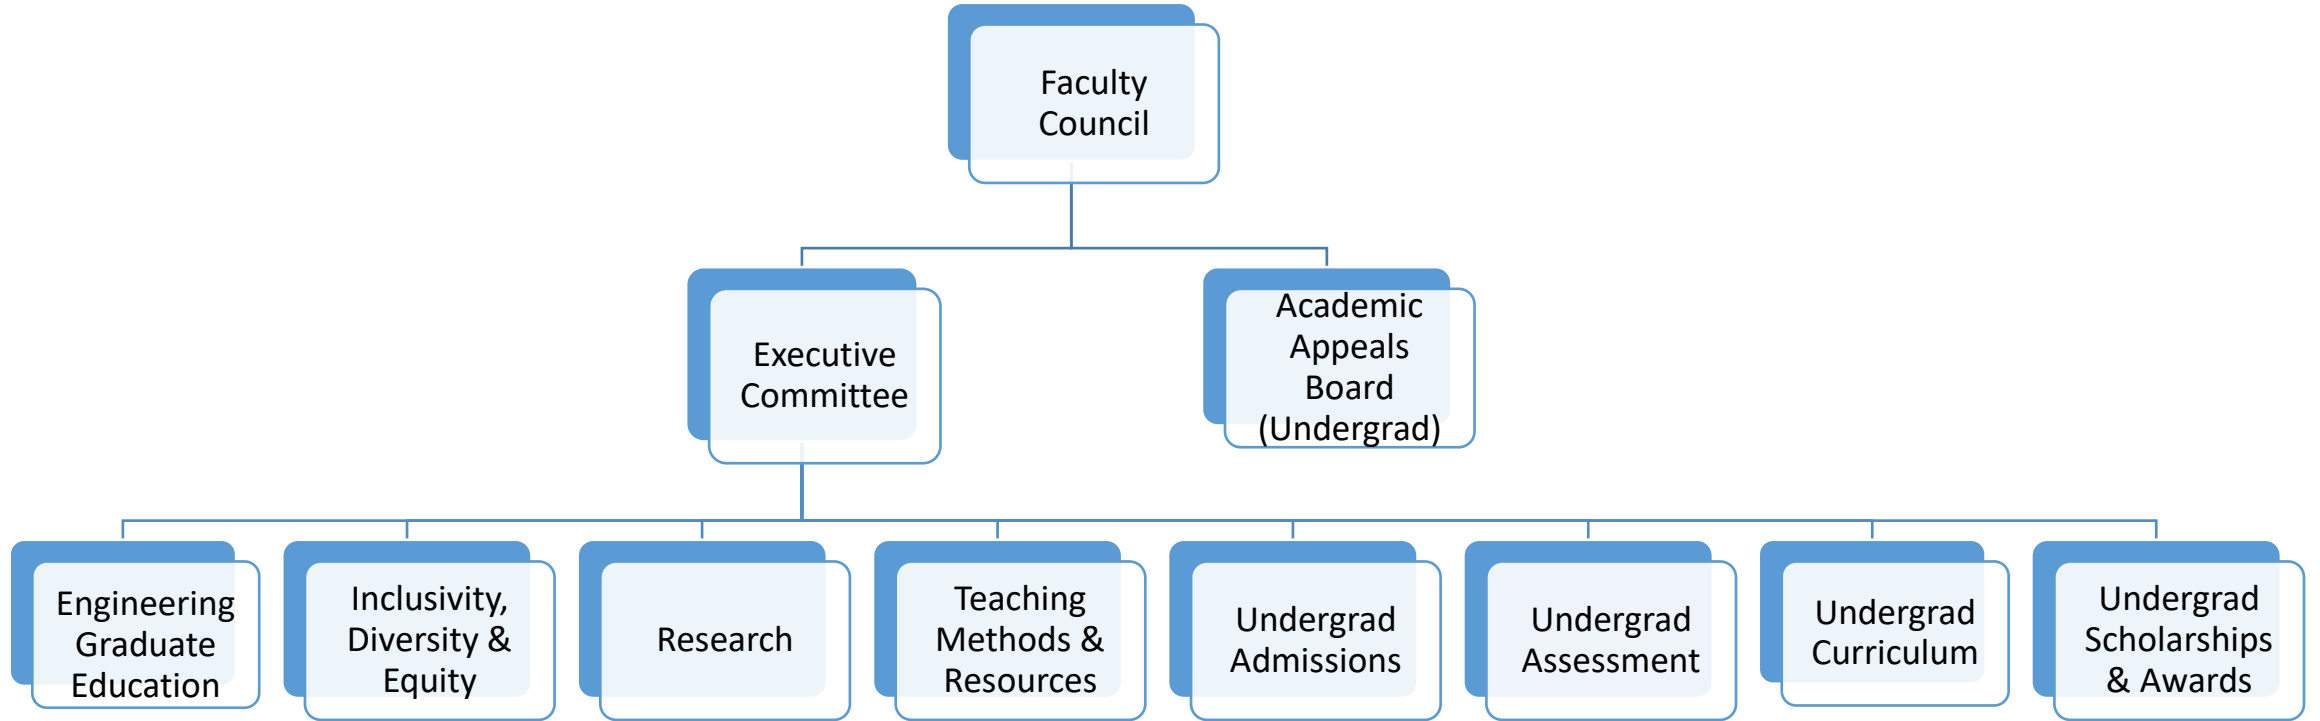 Faculty
Council
Executive
Committee
Academic
Appeals
Board
(Undergrad)
Engineering
Graduate
Education
Inclusivity,
Diversity &
Equity
Research
Teaching
Methods &
Resources
Undergrad
Admissions
Undergrad
Assessment
Undergrad
Curriculum
Undergrad
Scholarships
& Awards